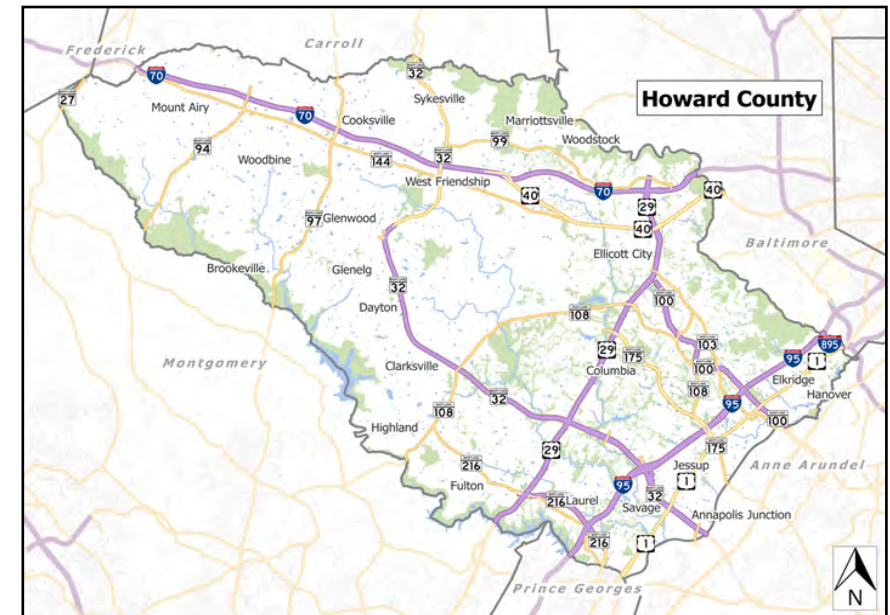 Carroll
Frederick
70
32
27
Mount Airy
Sykesville
Howard County
70
Cooksville
Marriottsville
94
99
Woodstock
Woodbine
144
32
West Friendship
70
40
40
29
97
Glenwood
40
Baltimore
Ellicott City
Brookeville
Glenelg
32
100
Dayton
108
103
895
29
175
95
1
Montgomery
Clarksville
Columbia
100
Elkridge
32
108
Hanover
108
95
100
Highland
29
175
216
Jessup
Anne Arundel
Fulton
95
1
32
216
Laurel
Savage
Annapolis Junction
216
1
Prince Georges
N